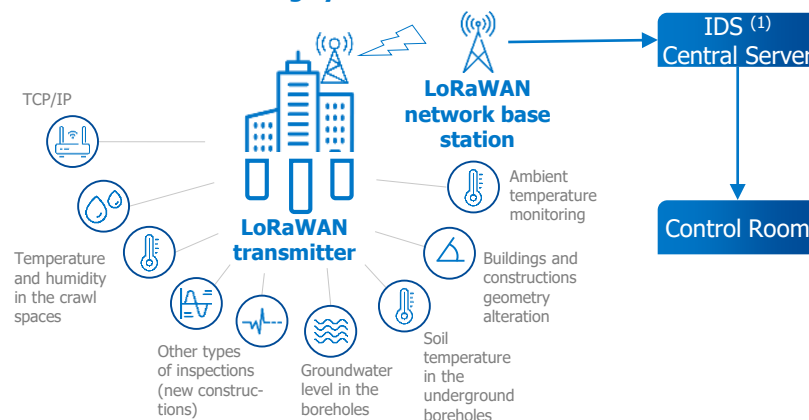 IDS (1)
Central Server
LoRaWAN
network base
station
TCP/IP
Ambient
temperature
monitoring
Control Room
LoRaWAN
transmitter
Temperature
and humidity
in the crawl
spaces
Buildings and
constructions
geometry
alteration
Other types
of inspections
(new construc-
tions)
Groundwater
level in the
boreholes
Soil
temperature
in the
underground
boreholes